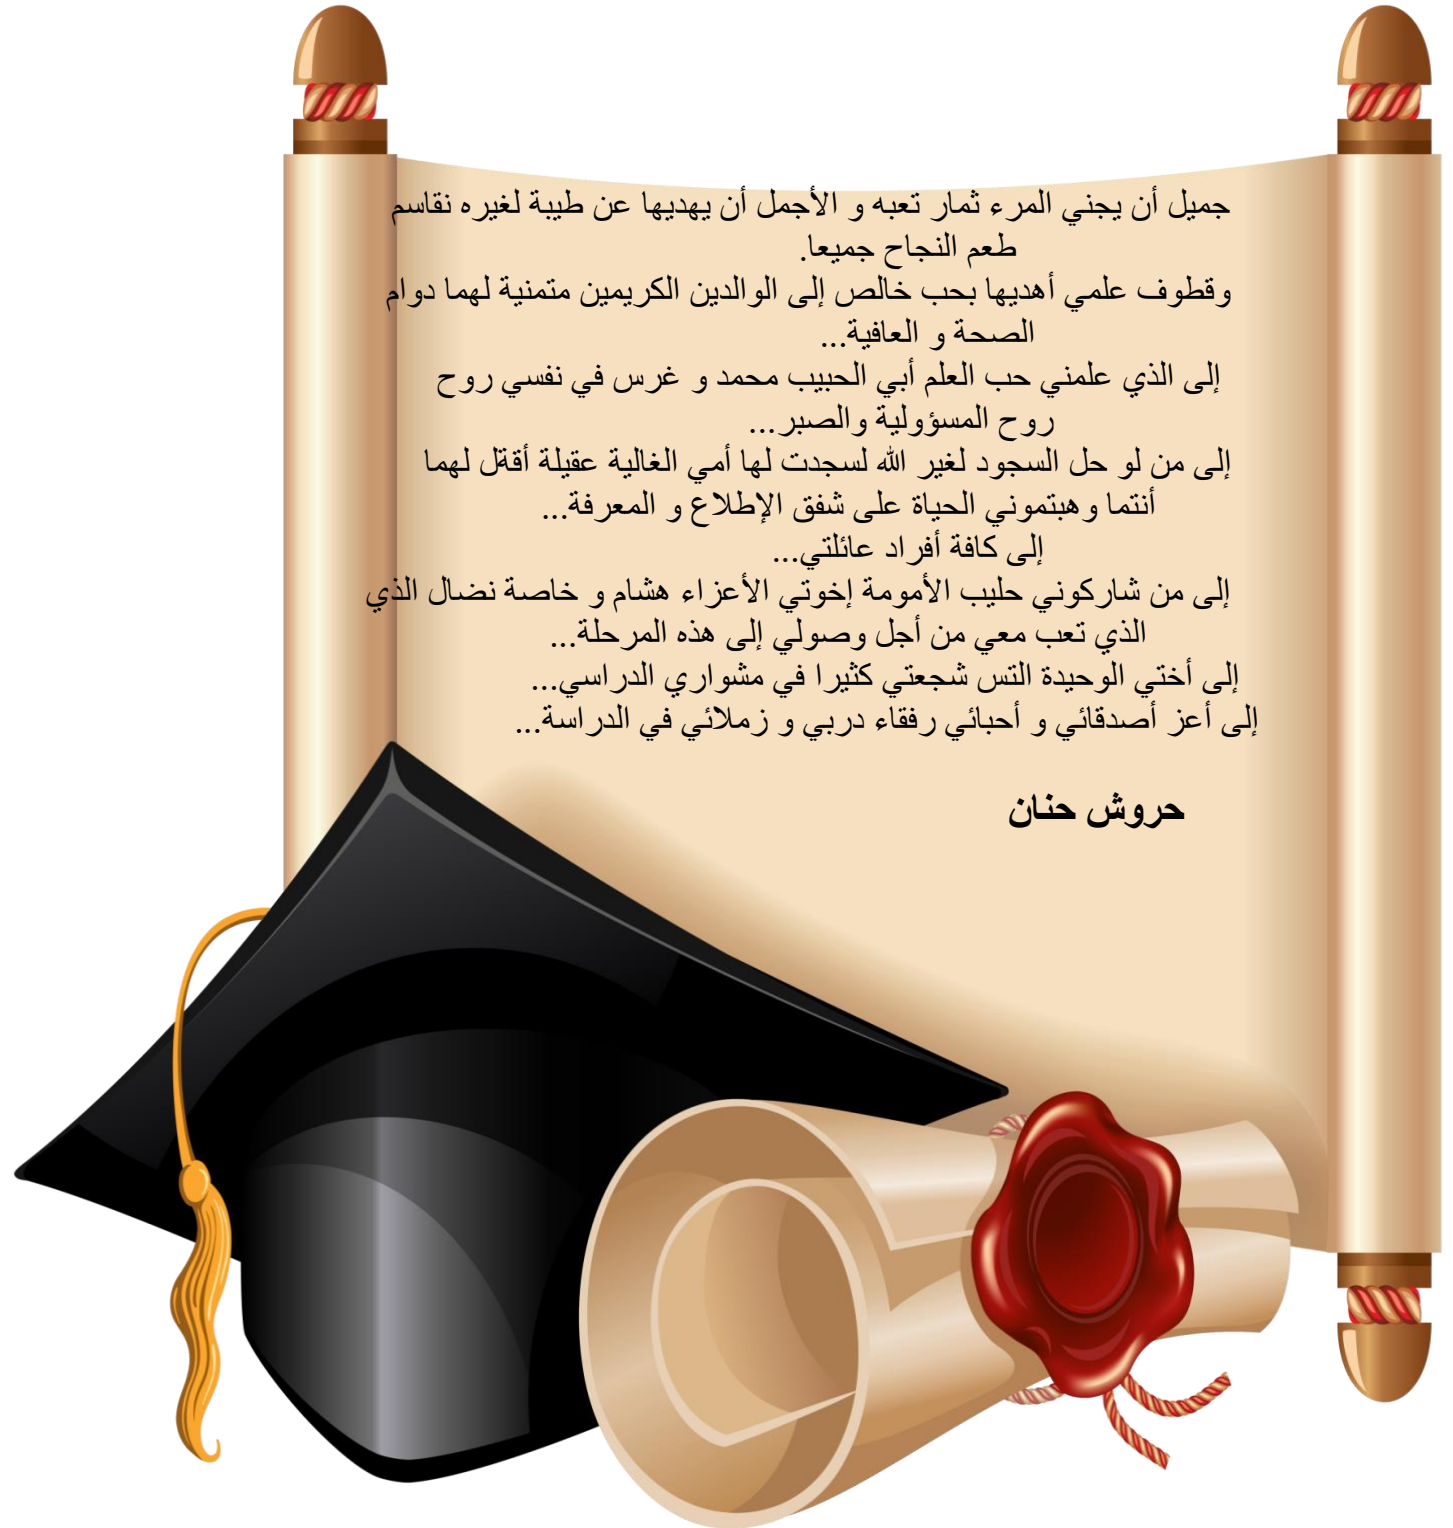 جميل أن يجني المرء ثمار تعبه و الأجمل أن يهديها عن طيبة لغيره نقاسم
طعم النجاح جميعا.
وقطوف علمي أهديها بحب خالص إلى الوالدين الكريمين متمنية لهما دوام
الصحة و العافية...
إلى الذي علمني حب العلم أبي الحبيب محمد و غرس في نفسي روح
روح المسؤولية والصبر...
إلى من لو حل السجود لغير الله لسجدت لها أمي الغالية عقيلة أقةل لهما
أنتما وهبتموني الحياة على شفق الإطلاع و المعرفة...
إلى كافة أفراد عائلتي...
إلى من شاركوني حليب الأمومة إخوتي الأعزاء هشام و خاصة نضال الذي
الذي تعب معي من أجل وصولي إلى هذه المرحلة...
إلى أختي الوحيدة التس شجعتي كثيرا في مشواري الدراسي...
إلى أعز أصدقائي و أحبائي رفقاء دربي و زملائي في الدراسة...
حروش حنان